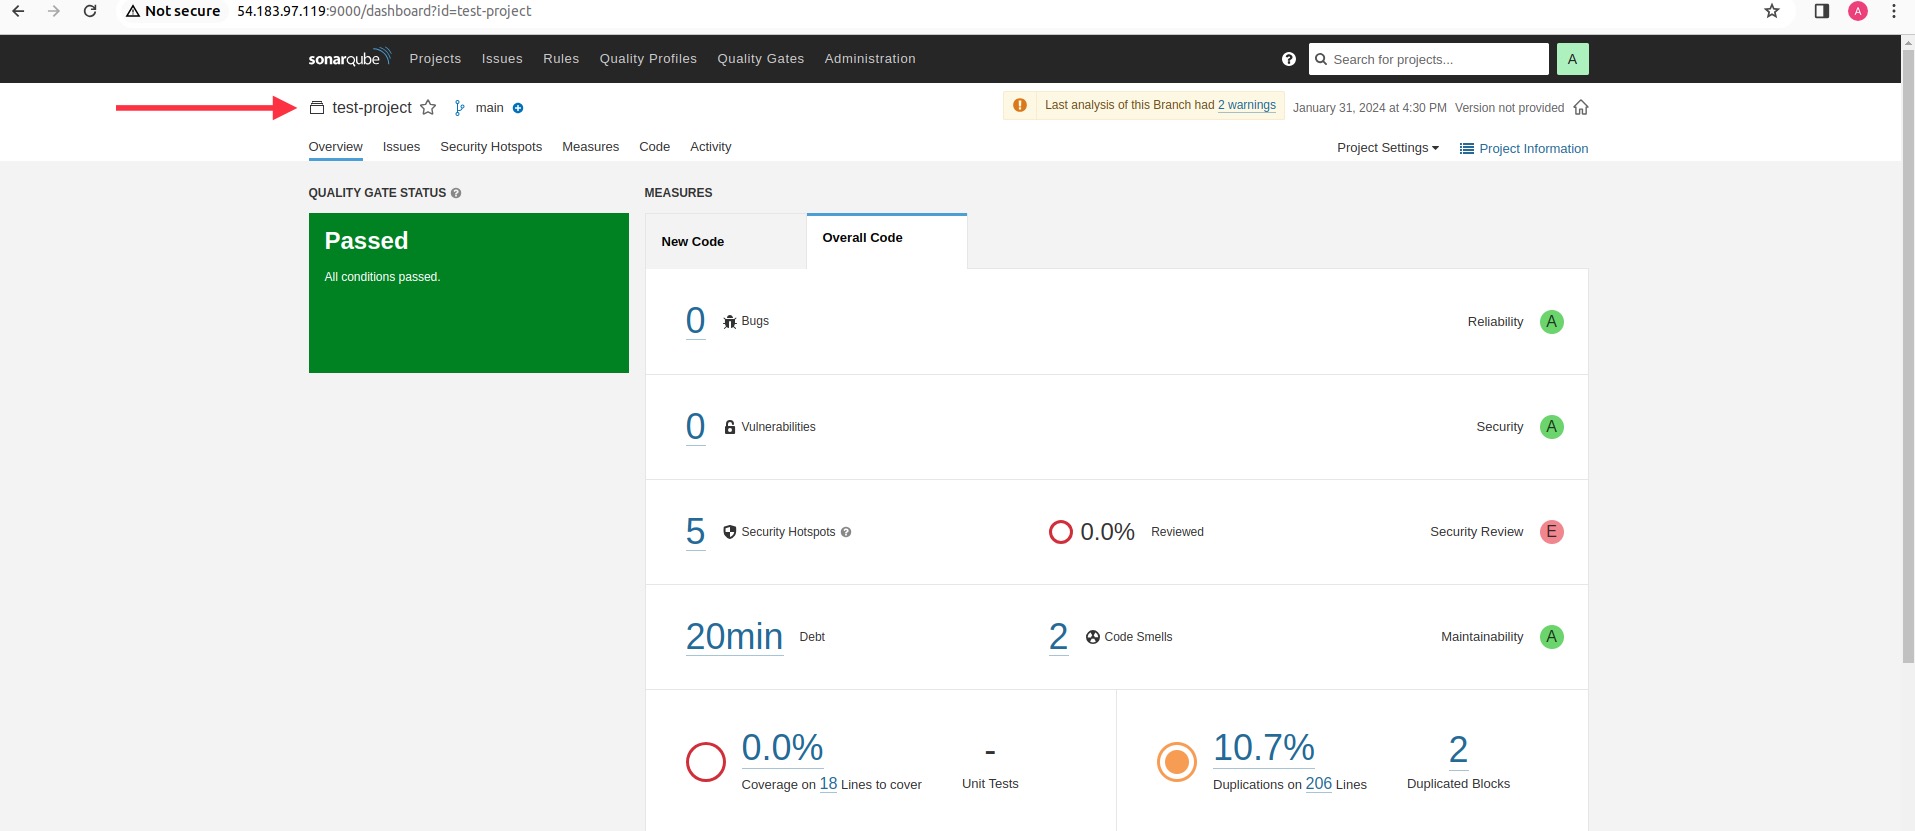 Not secure 54.183.97.119:9000/dashboard?id=test-project A
sonarqube Projects Issues Rules Quality Profiles Quality Gates Administration ? Search for projects... A
test-project main Last analysis of this Branch had 2 warnings January 31, 2024 at 4:30 PM Version not provided
Overview Issues Security Hotspots Measures Code Activity Project Settings Project Information
QUALITY GATE STATUS ? MEASURES
Passed
All conditions passed.
New Code Overall Code
0 Bugs Reliability A
0 Vulnerabilities Security A
5 Security Hotspots ? 0.0% Reviewed Security Review E
20min Debt 2 Code Smells Maintainability A
0.0% - 10.7% 2
Coverage on 18 Lines to cover Unit Tests Duplications on 206 Lines Duplicated Blocks